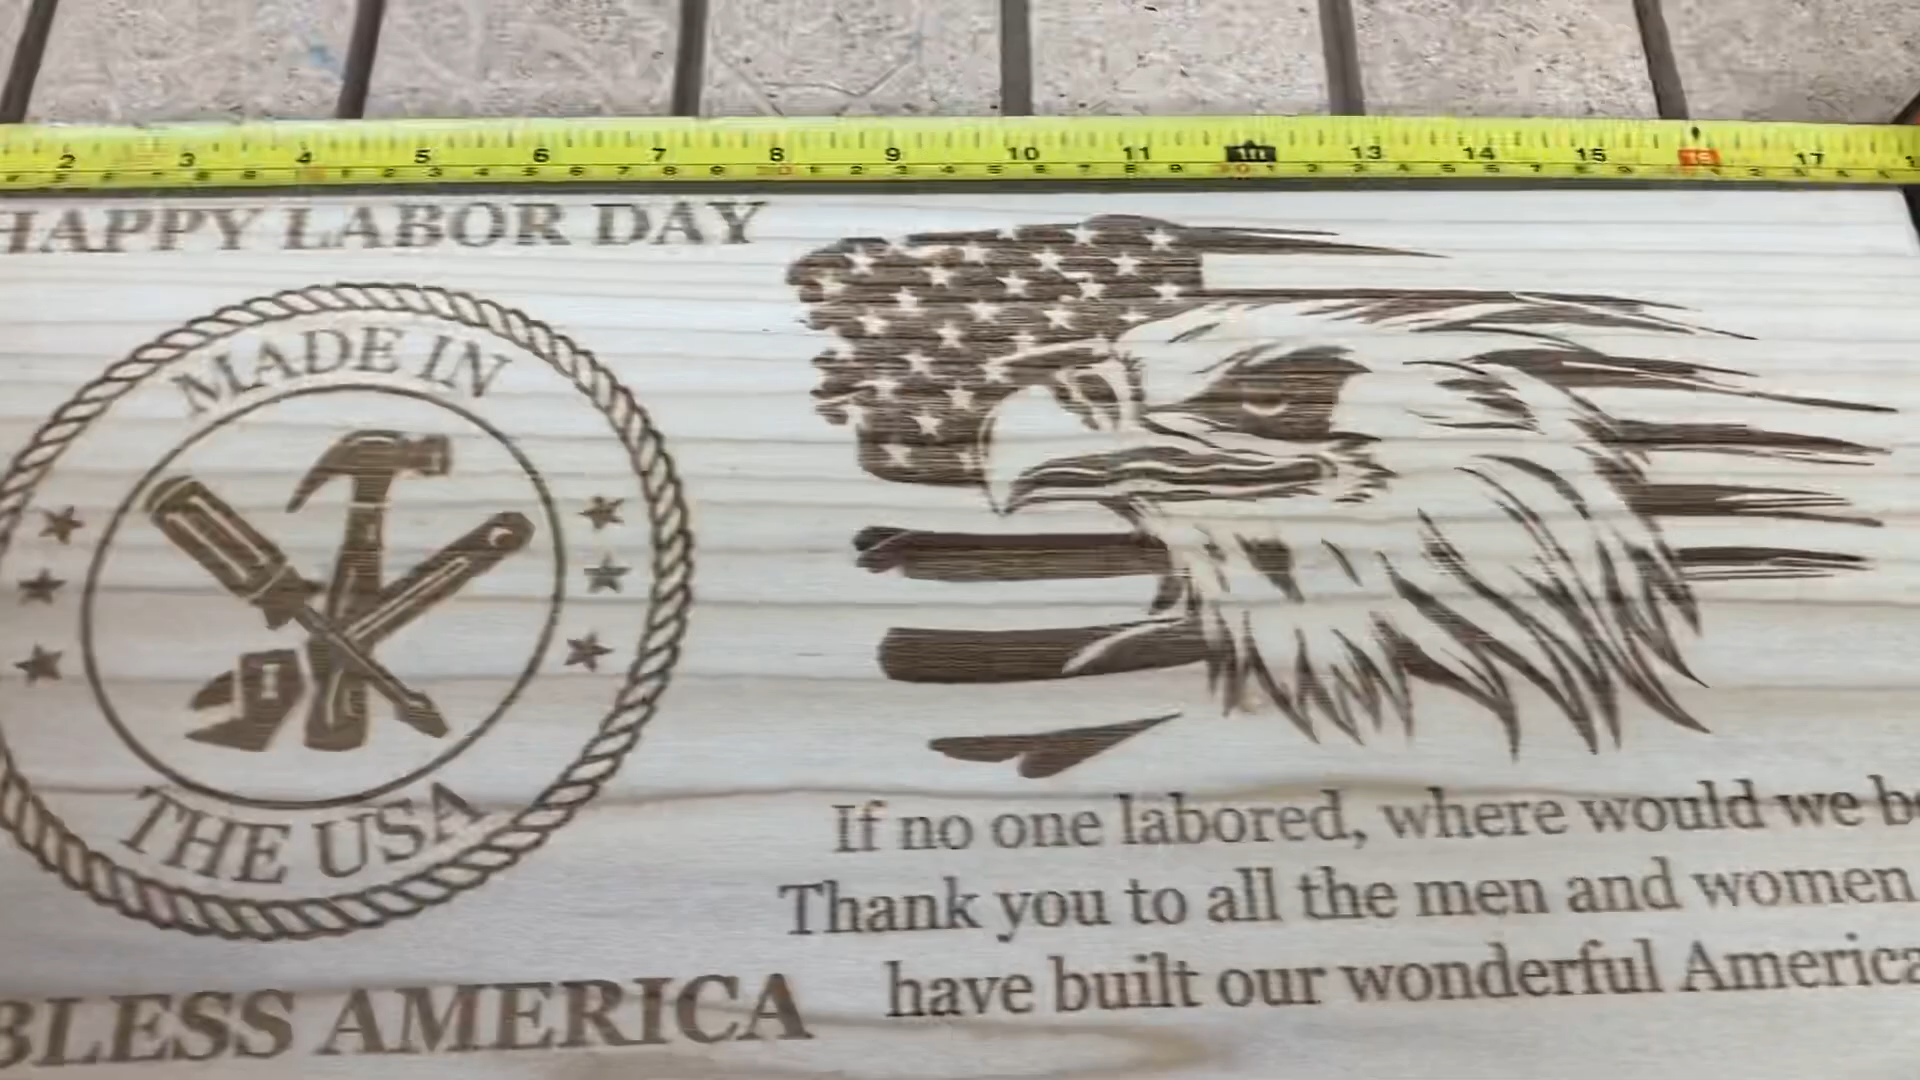 2 3 4 5 6 7 8 9 10 11 13 14 15 16 17
HAPPY LABOR DAY
MADE IN
THE USA
If no one labored, where would we be
Thank you to all the men and women
have built our wonderful America
BLESS AMERICA